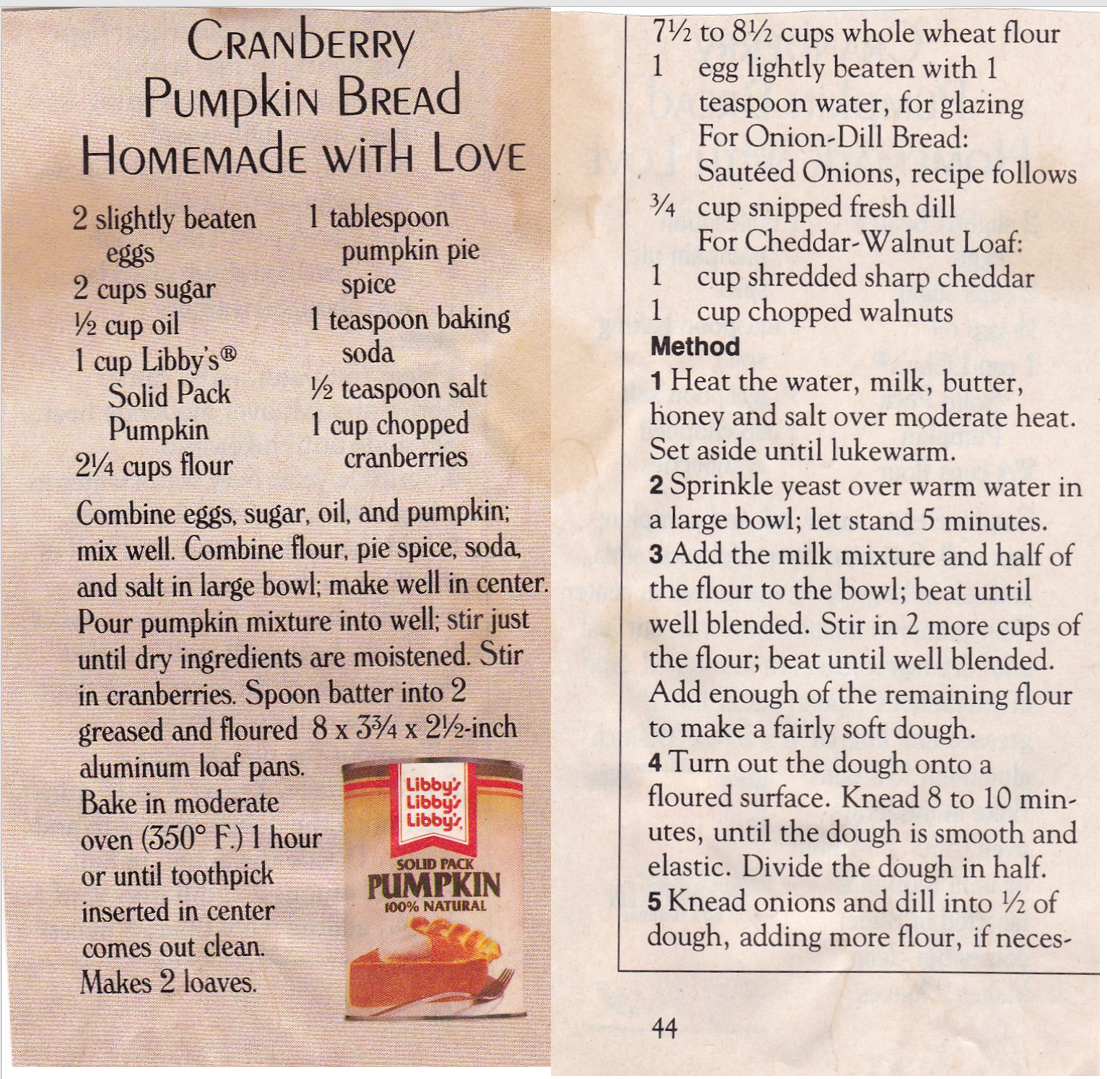 CRANBERRY
PUMPKIN BREAD
HOMEMADE WITH LOVE
2 slightly beaten
eggs
2 cups sugar
½ cup oil
1 cup Libby's®
Solid Pack
Pumpkin
2¼ cups flour
1 tablespoon
pumpkin pie
spice
1 teaspoon baking
soda
½ teaspoon salt
1 cup chopped
cranberries
Combine eggs, sugar, oil, and pumpkin;
mix well. Combine flour, pie spice, soda,
and salt in large bowl; make well in center.
Pour pumpkin mixture into well; stir just
until dry ingredients are moistened. Stir
in cranberries. Spoon batter into 2
greased and floured 8 x 3¾ x 2½-inch
aluminum loaf pans.
Bake in moderate
oven (350° F.) 1 hour
or until toothpick
inserted in center
comes out clean.
Makes 2 loaves.
Libby's
Libby's
Libby's
SOLID PACK
PUMPKIN
100% NATURAL
7½ to 8½ cups whole wheat flour
1 egg lightly beaten with 1
teaspoon water, for glazing
For Onion-Dill Bread:
Sautéed Onions, recipe follows
¾ cup snipped fresh dill
For Cheddar-Walnut Loaf:
1 cup shredded sharp cheddar
1 cup chopped walnuts
Method
1 Heat the water, milk, butter,
honey and salt over moderate heat.
Set aside until lukewarm.
2 Sprinkle yeast over warm water in
a large bowl; let stand 5 minutes.
3 Add the milk mixture and half of
the flour to the bowl; beat until
well blended. Stir in 2 more cups of
the flour; beat until well blended.
Add enough of the remaining flour
to make a fairly soft dough.
4 Turn out the dough onto a
floured surface. Knead 8 to 10 min-
utes, until the dough is smooth and
elastic. Divide the dough in half.
5 Knead onions and dill into ½ of
dough, adding more flour, if neces-
44